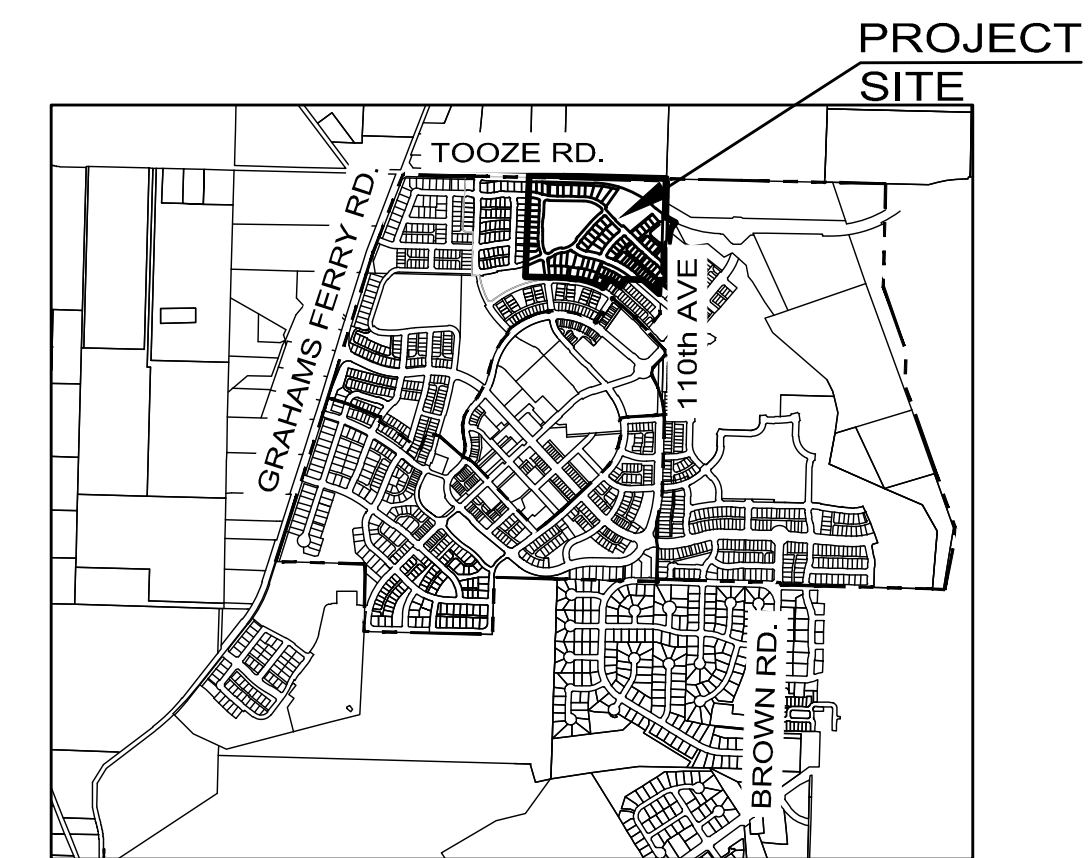 PROJECT
SITE
TOOZE RD.
GRAHAMS FERRY RD.
110th AVE
BROWN RD.